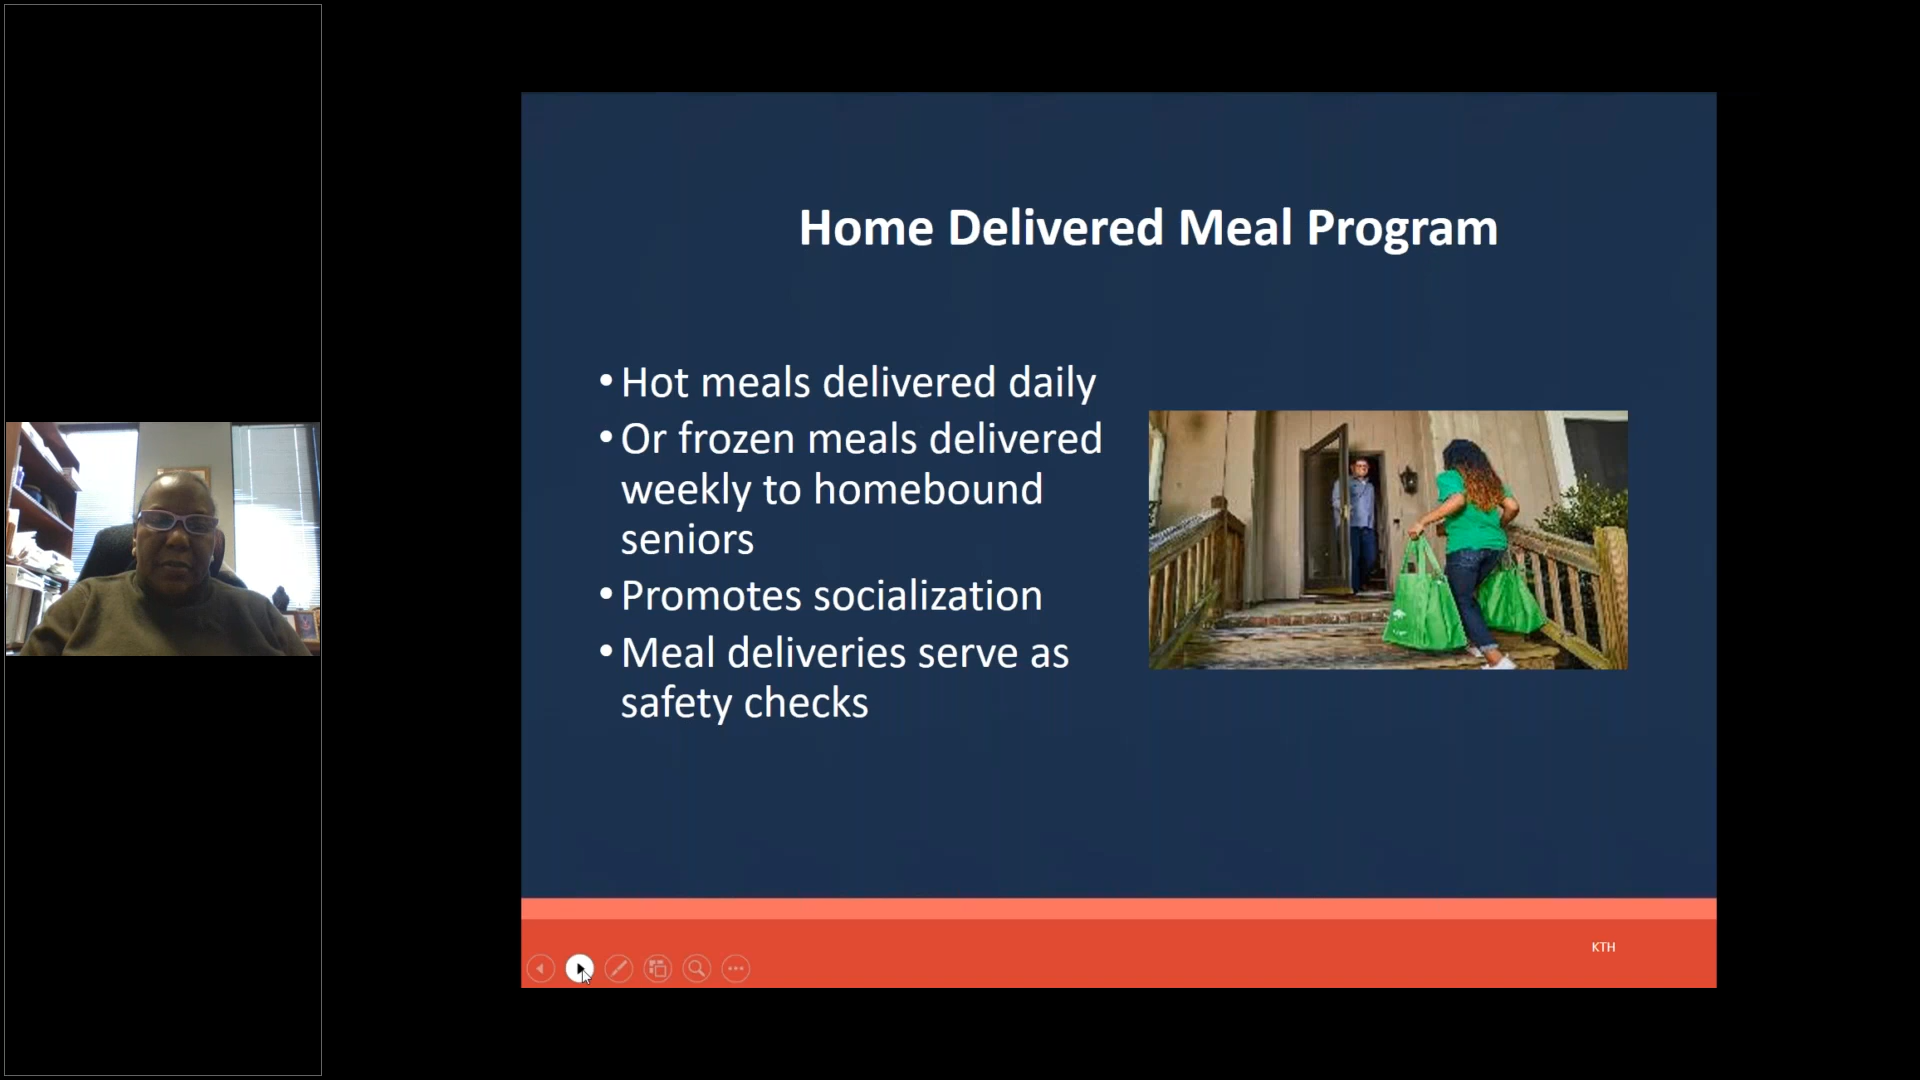 Home Delivered Meal Program
• Hot meals delivered daily
• Or frozen meals delivered
weekly to homebound
seniors
• Promotes socialization
• Meal deliveries serve as
safety checks
KTH